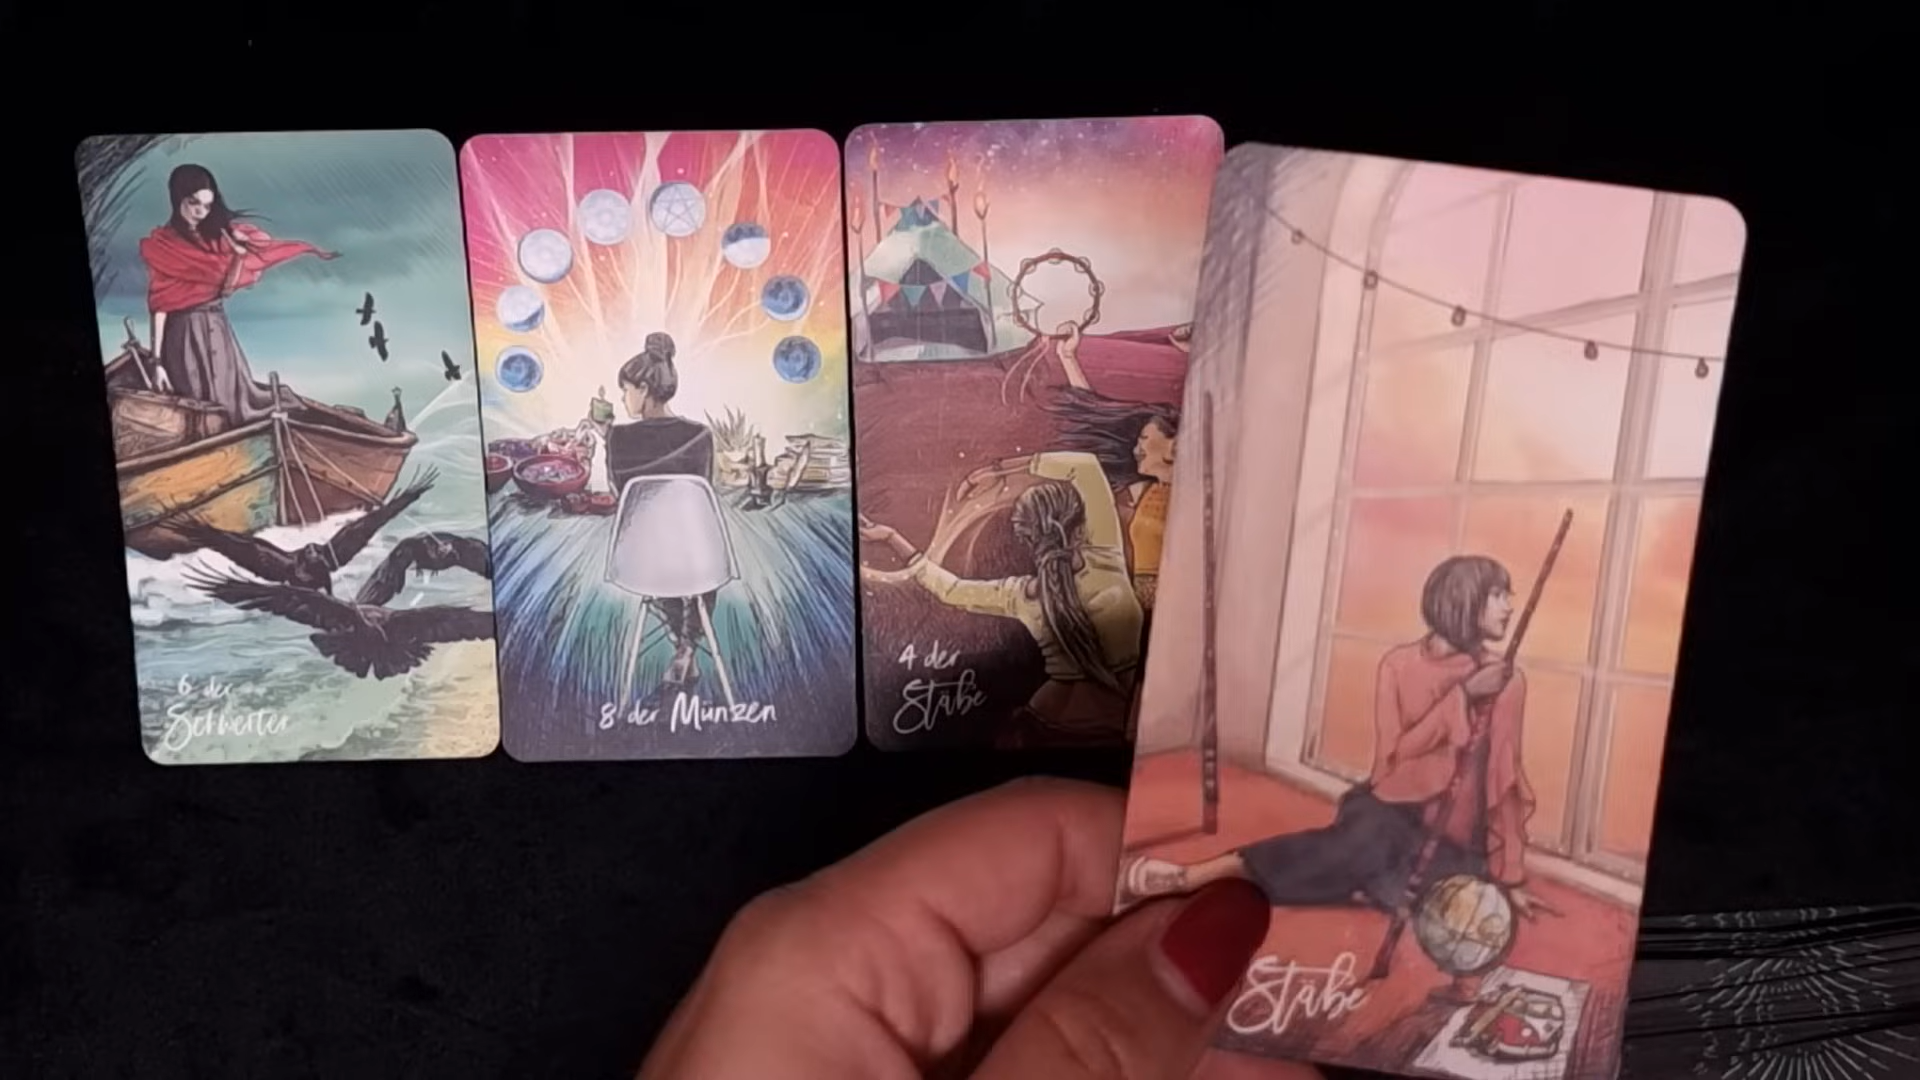 6 der
Schwerter
8 der Münzen
4 der
Stäbe
Stäbe